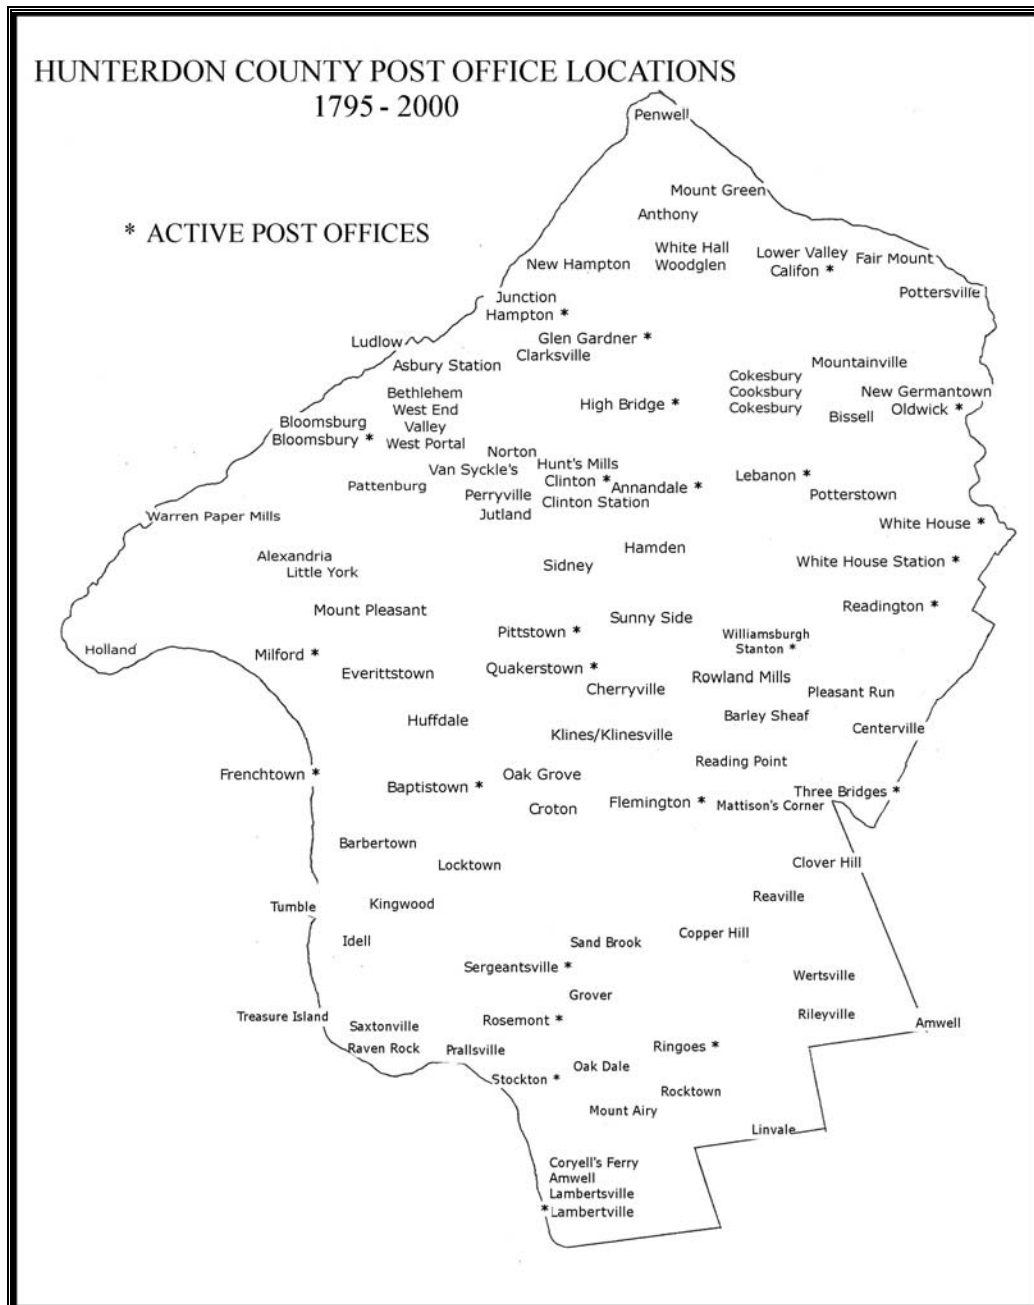 HUNTERDON COUNTY POST OFFICE LOCATIONS
1795 - 2000
Penwell
* ACTIVE POST OFFICES
Mount Green
Anthony
White Hall
Woodglen
Lower Valley
Califon *
Fair Mount
New Hampton
Pottersville
Junction
Hampton *
Glen Gardner *
Clarksville
Ludlow
Asbury Station
Mountainville
Cokesbury
Cooksbury
Cokesbury
New Germantown
Oldwick *
Bissell
Bethlehem
West End
Valley
West Portal
High Bridge *
Bloomsburg
Bloomsbury *
Norton
Van Syckle's
Hunt's Mills
Clinton *
Annandale *
Clinton Station
Lebanon *
Pattenburg
Perryville
Jutland
Potterstown
Warren Paper Mills
White House *
Alexandria
Little York
Hamden
Sidney
White House Station *
Mount Pleasant
Readington *
Sunny Side
Pittstown *
Williamsburgh
Stanton *
Holland
Milford *
Everittstown
Quakerstown *
Cherryville
Rowland Mills
Pleasant Run
Huffdale
Barley Sheaf
Centerville
Klines/Klinesville
Reading Point
Frenchtown *
Baptistown *
Oak Grove
Croton
Flemington *
Mattison's Corner
Three Bridges *
Barbertown
Locktown
Clover Hill
Reaville
Tumble
Kingwood
Idell
Sand Brook
Copper Hill
Sergeantsville *
Wertsville
Grover
Treasure Island
Saxtonville
Rosemont *
Rileyville
Amwell
Raven Rock
Prallsville
Ringoes *
Stockton *
Oak Dale
Rocktown
Mount Airy
Linvale
Coryell's Ferry
Amwell
Lambertsville
*Lambertville